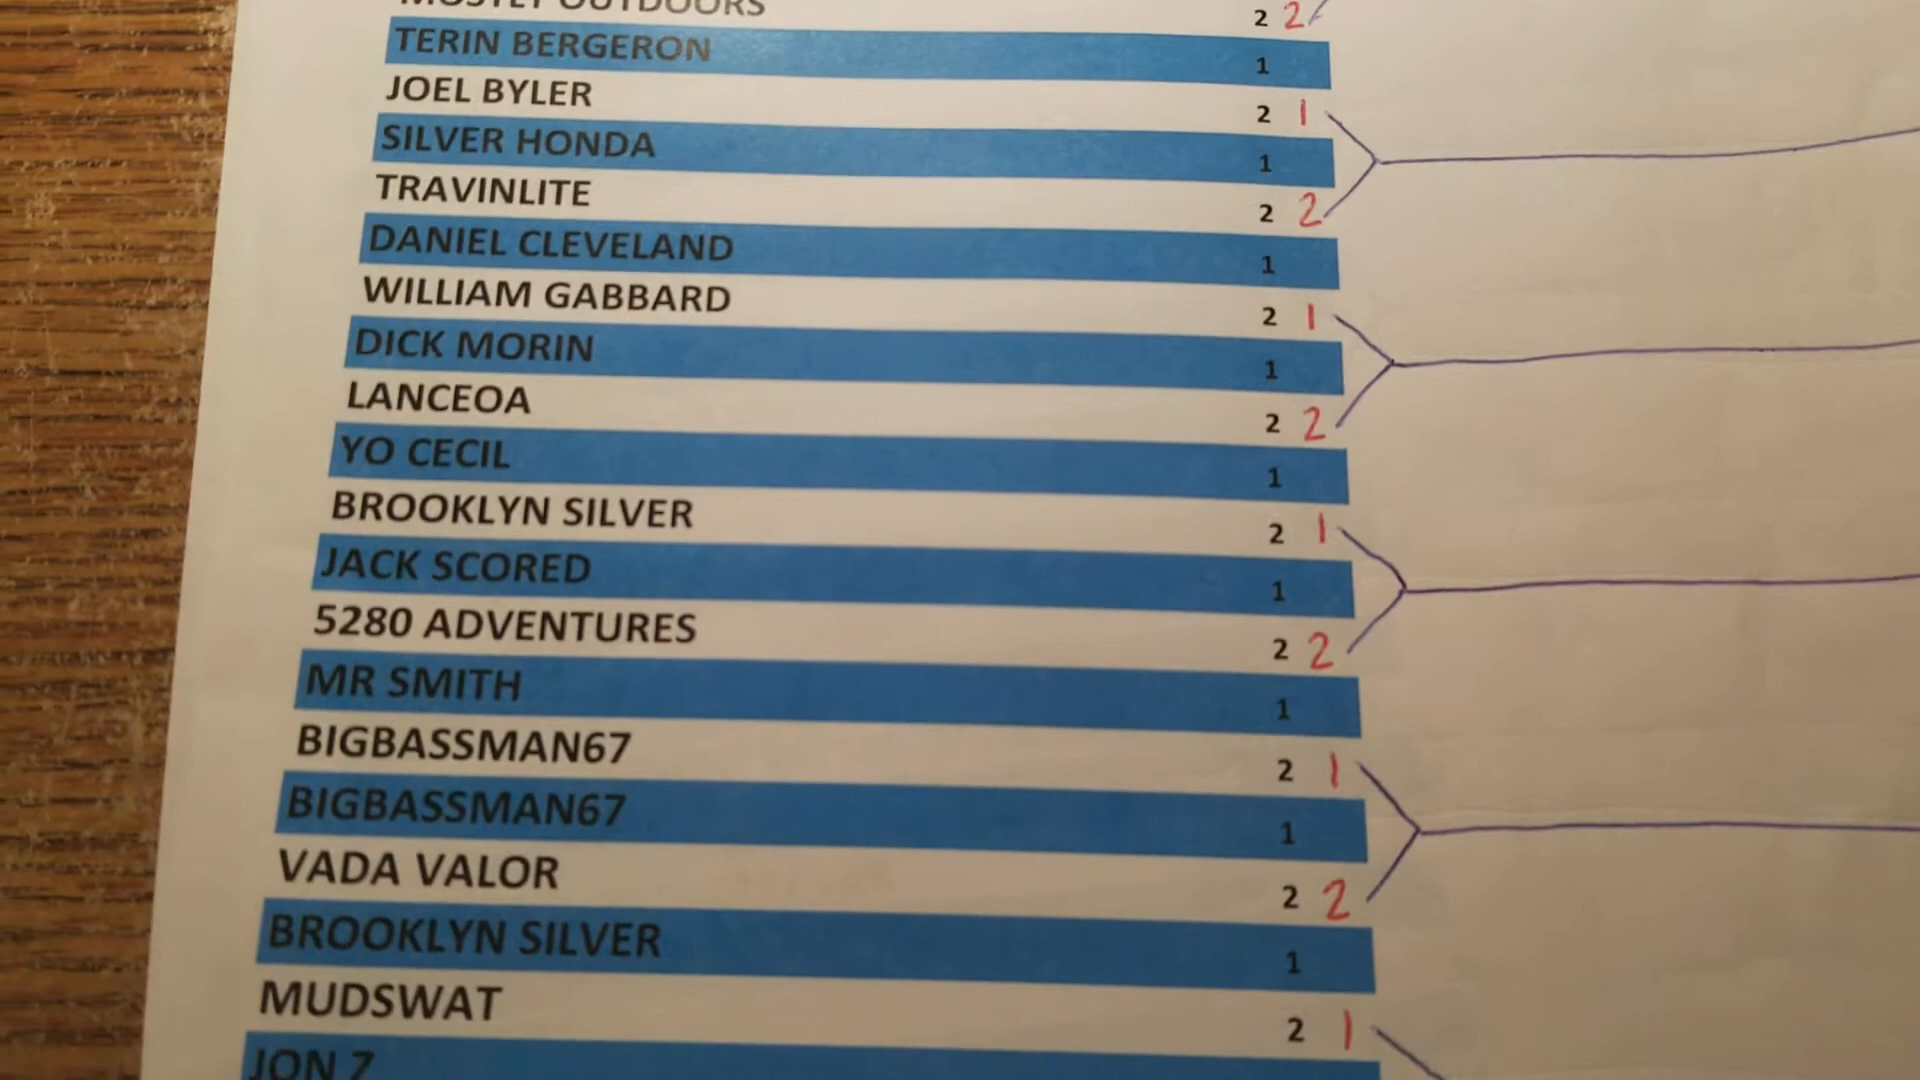 MOSTLY OUTDOORS 2 2
TERIN BERGERON 1
JOEL BYLER 2 1
SILVER HONDA 1
TRAVINLITE 2 2
DANIEL CLEVELAND 1
WILLIAM GABBARD 2 1
DICK MORIN 1
LANCEOA 2 2
YO CECIL 1
BROOKLYN SILVER 2 1
JACK SCORED 1
5280 ADVENTURES 2 2
MR SMITH 1
BIGBASSMAN67 2 1
BIGBASSMAN67 1
VADA VALOR 2 2
BROOKLYN SILVER 1
MUDSWAT 2 1
JON Z